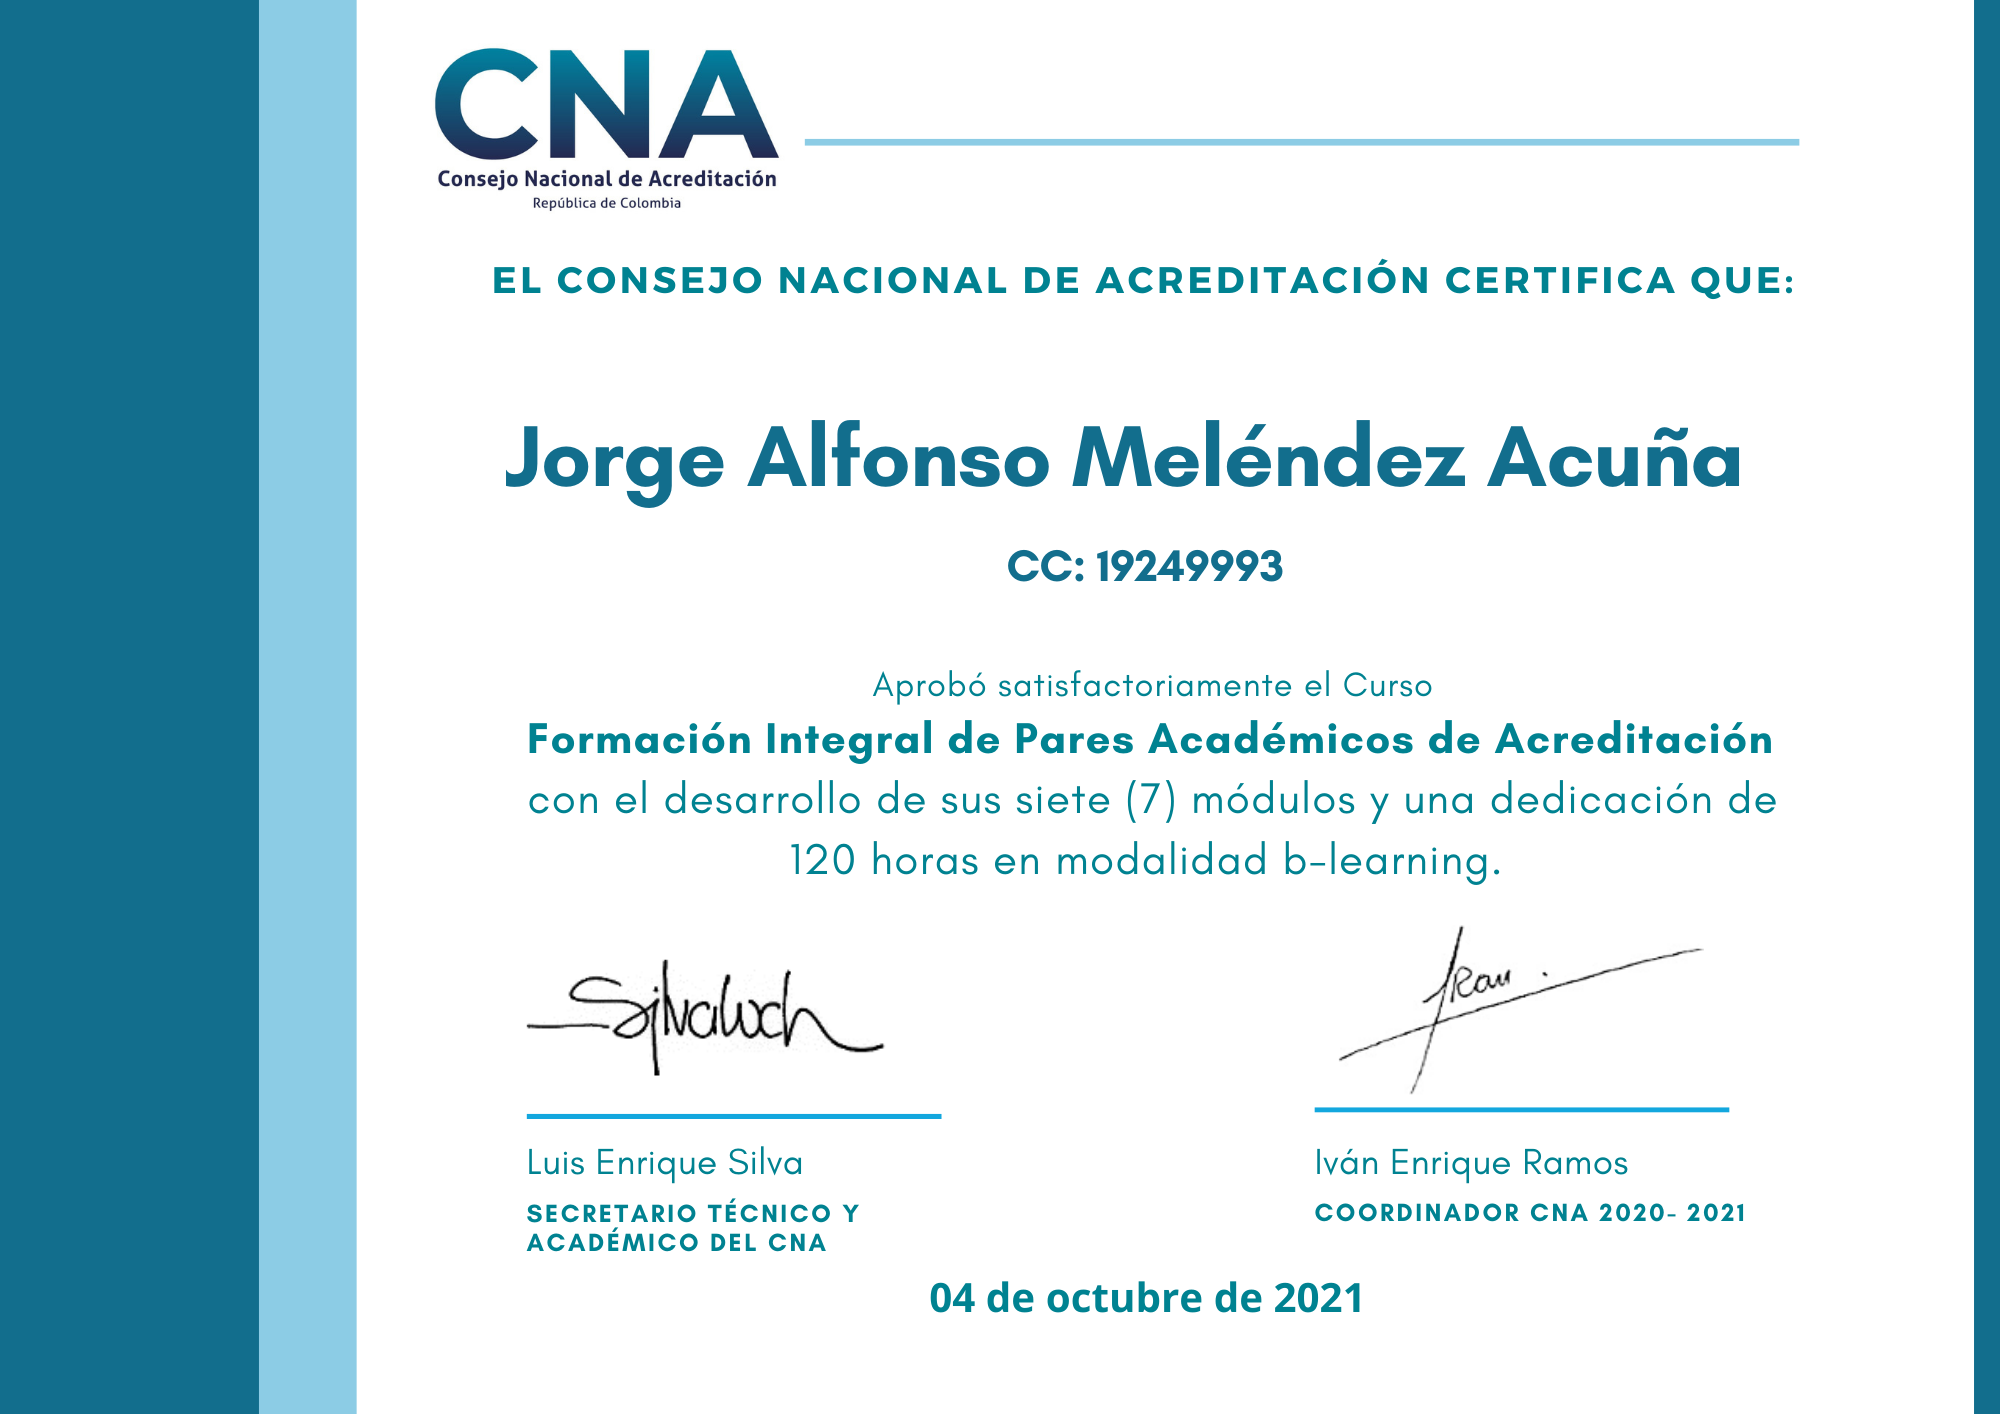 CNA
Consejo Nacional de Acreditación
República de Colombia
EL CONSEJO NACIONAL DE ACREDITACIÓN CERTIFICA QUE:
Jorge Alfonso Meléndez Acuña
CC: 19249993
Aprobó satisfactoriamente el Curso
Formación Integral de Pares Académicos de Acreditación
con el desarrollo de sus siete (7) módulos y una dedicación de
120 horas en modalidad b-learning.
Luis Enrique Silva
SECRETARIO TÉCNICO Y
ACADÉMICO DEL CNA
Iván Enrique Ramos
COORDINADOR CNA 2020- 2021
04 de octubre de 2021